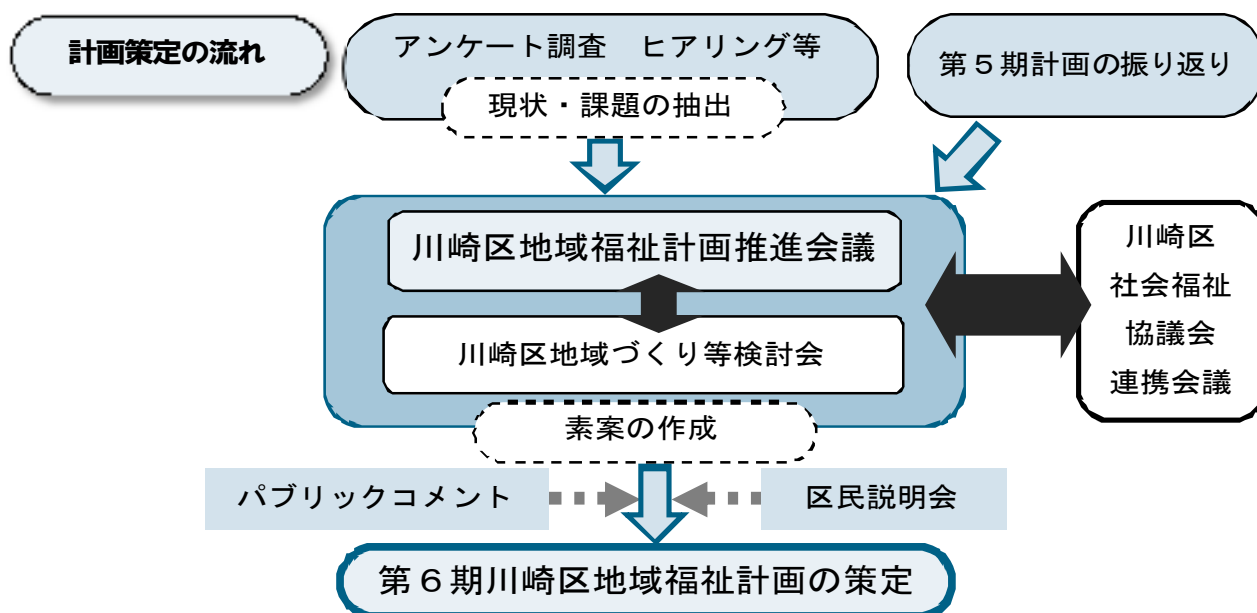 計画策定の流れ
アンケート調査　ヒアリング等
現状・課題の抽出
第５期計画の振り返り
川崎区地域福祉計画推進会議
川崎区地域づくり等検討会
川崎区
社会福祉
協議会
連携会議
素案の作成
パブリックコメント
区民説明会
第６期川崎区地域福祉計画の策定